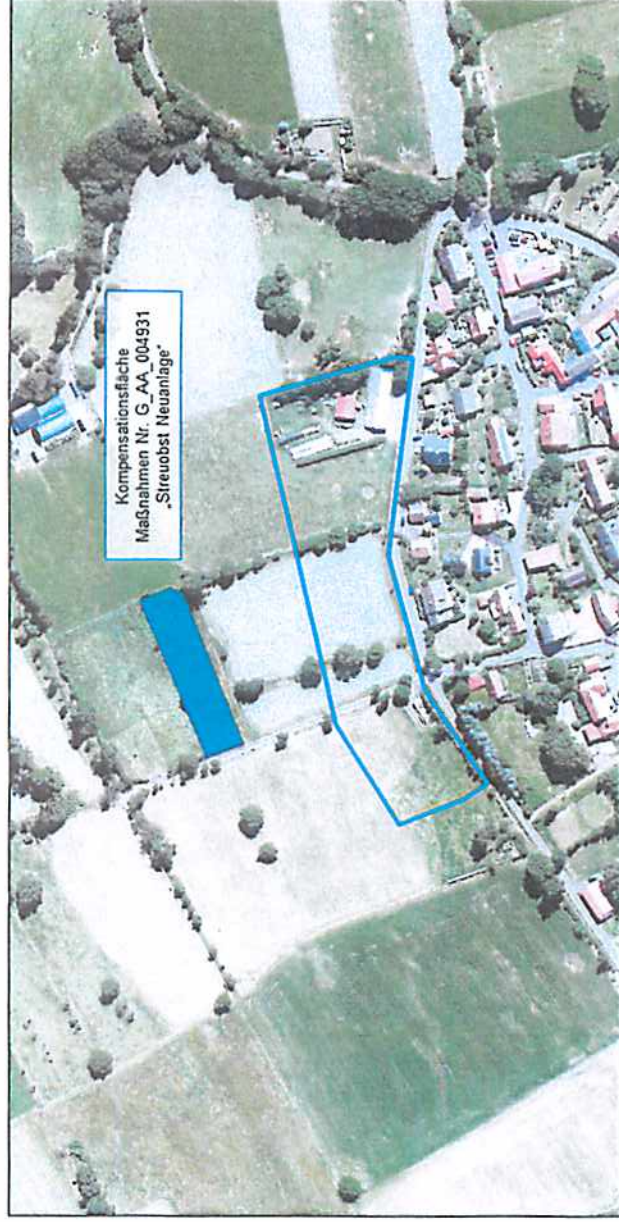 Kompensationsfläche
Maßnahmen Nr. G_AA_004931
„Streuobst Neuanlage“